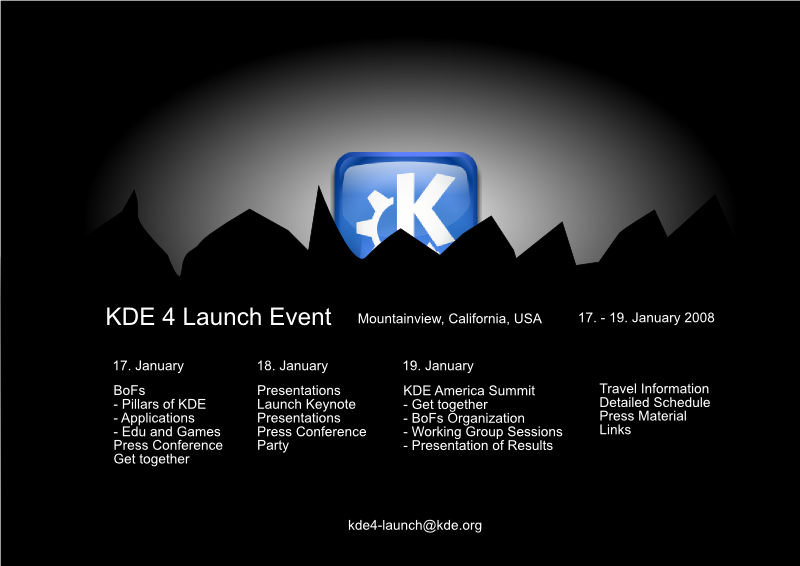 K
KDE 4 Launch Event
Mountainview, California, USA
17. - 19. January 2008
17. January
BoFs
- Pillars of KDE
- Applications
- Edu and Games
Press Conference
Get together
18. January
Presentations
Launch Keynote
Presentations
Press Conference
Party
19. January
KDE America Summit
- Get together
- BoFs Organization
- Working Group Sessions
- Presentation of Results
Travel Information
Detailed Schedule
Press Material
Links
kde4-launch@kde.org